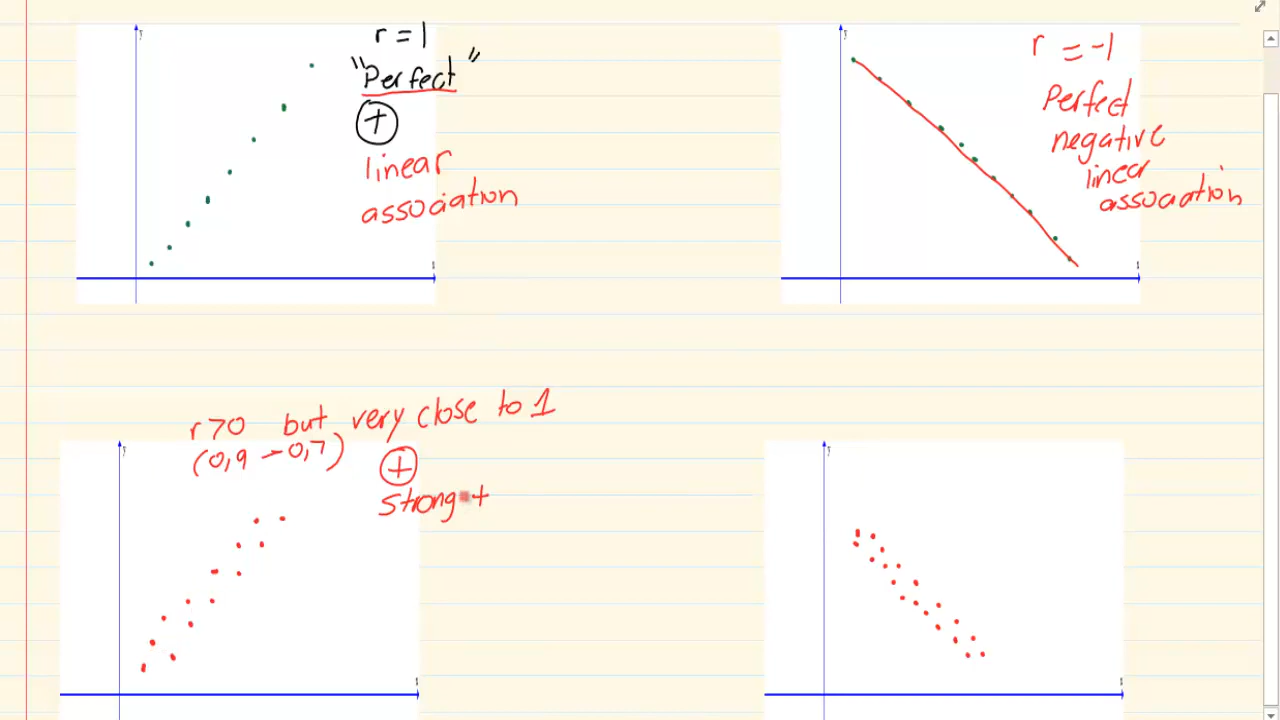 y
r = 1
"Perfect"
+
linear
association
x
y
r = -1
Perfect
negative
linear
association
x
r>0 but very close to 1
(0,9 - 0,7)
+
Strong +
y
x
y
x